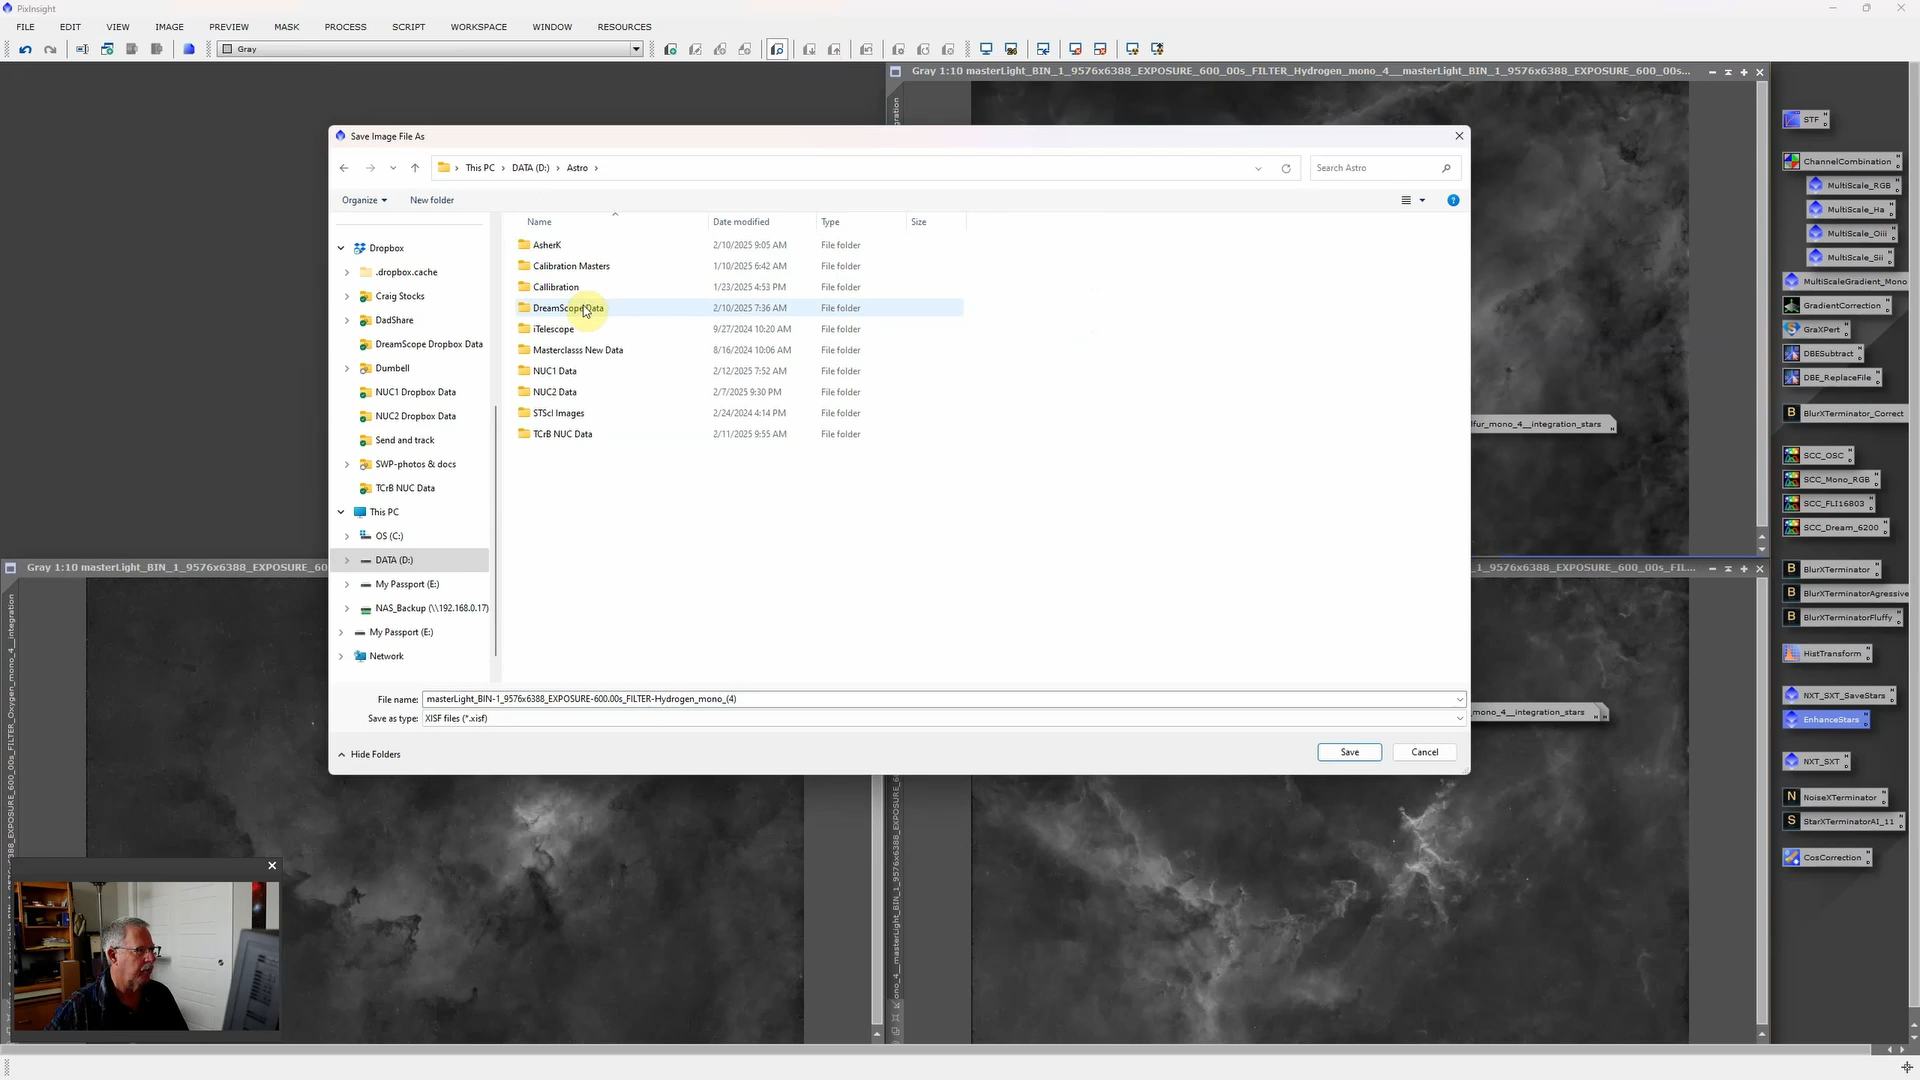 PixInsight
FILE EDIT VIEW IMAGE PREVIEW MASK PROCESS SCRIPT WORKSPACE WINDOW RESOURCES
Gray
Gray 1:10 masterLight_BIN_1_9576x6388_EXPOSURE_600_00s_FILTER_Hydrogen_mono_4__masterLight_BIN_1_9576x6388_EXPOSURE_600_00s...
Save Image File As
This PC > DATA (D:) > Astro >
Search Astro
Organize
New folder
Name Date modified Type Size
AsherK 2/10/2025 9:05 AM File folder
Calibration Masters 1/10/2025 6:42 AM File folder
Callibration 1/23/2025 4:53 PM File folder
DreamScope Data 2/10/2025 7:36 AM File folder
iTelescope 9/27/2024 10:20 AM File folder
Masterclasss New Data 8/16/2024 10:06 AM File folder
NUC1 Data 2/12/2025 7:52 AM File folder
NUC2 Data 2/7/2025 9:30 PM File folder
STScI Images 2/24/2024 4:14 PM File folder
TCrB NUC Data 2/11/2025 9:55 AM File folder
Dropbox
.dropbox.cache
Craig Stocks
DadShare
DreamScope Dropbox Data
Dumbell
NUC1 Dropbox Data
NUC2 Dropbox Data
Send and track
SWP-photos & docs
TCrB NUC Data
This PC
OS (C:)
DATA (D:)
My Passport (E:)
NAS_Backup (\\192.168.0.17)
My Passport (E:)
Network
File name: masterLight_BIN-1_9576x6388_EXPOSURE-600.00s_FILTER-Hydrogen_mono_(4)
Save as type: XISF files (*.xisf)
Hide Folders
Save
Cancel
lfur_mono_4__integration_stars
Gray 1:10 masterLight_BIN_1_9576x6388_EXPOSURE_60
_1_9576x6388_EXPOSURE_600_00s_FIL...
_mono_4__integration_stars
STF
ChannelCombination
MultiScale_RGB
MultiScale_Ha
MultiScale_Oiii
MultiScale_Sii
MultiScaleGradient_Mono
GradientCorrection
GraXpert
DBESubtract
DBE_ReplaceFile
BlurXTerminator_Correct
SCC_OSC
SCC_Mono_RGB
SCC_FLI16803
SCC_Dream_6200
BlurXTerminator
BlurXTerminatorAgressive
BlurXTerminatorFluffy
HistTransform
NXT_SXT_SaveStars
EnhanceStars
NXT_SXT
NoiseXTerminator
StarXTerminatorAI_11
CosCorrection